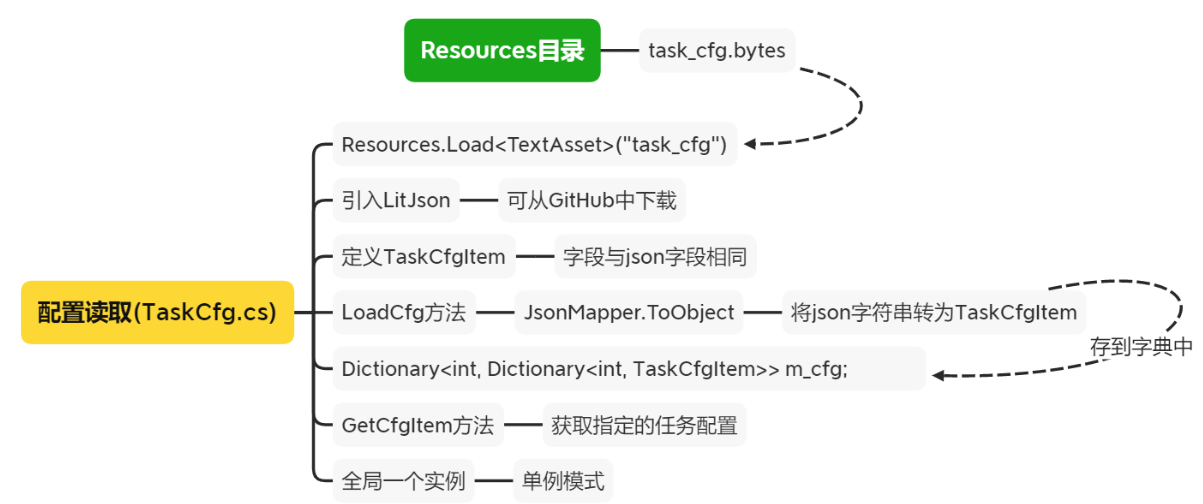 Resources目录
task_cfg.bytes
Resources.Load<TextAsset>("task_cfg")
引入LitJson
可从GitHub中下载
定义TaskCfgItem
字段与json字段相同
配置读取(TaskCfg.cs)
LoadCfg方法
JsonMapper.ToObject
将json字符串转为TaskCfgItem
存到字典中
Dictionary<int, Dictionary<int, TaskCfgItem>> m_cfg;
GetCfgItem方法
获取指定的任务配置
全局一个实例
单例模式